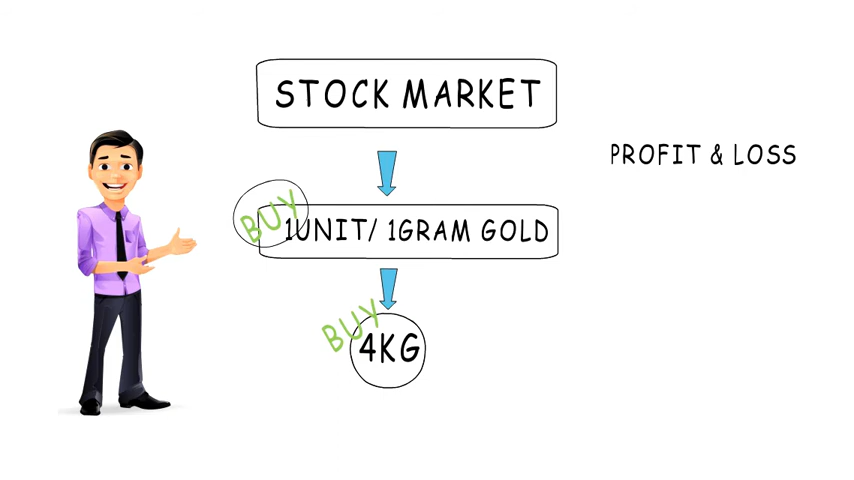 STOCK MARKET
PROFIT & LOSS
BUY
1UNIT/ 1GRAM GOLD
BUY
4KG